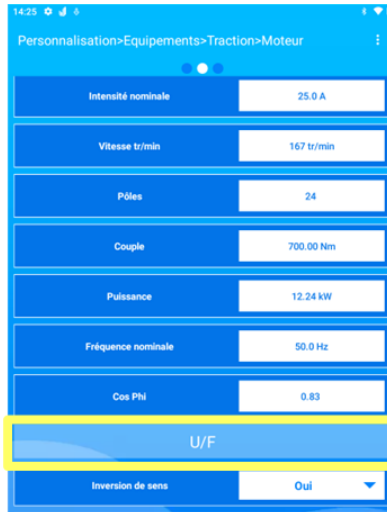 14:25
Personnalisation>Equipements>Traction>Moteur
Intensité nominale 25.0 A
Vitesse tr/min 167 tr/min
Pôles 24
Couple 700.00 Nm
Puissance 12.24 kW
Fréquence nominale 50.0 Hz
Cos Phi 0.83
U/F
Inversion de sens Oui